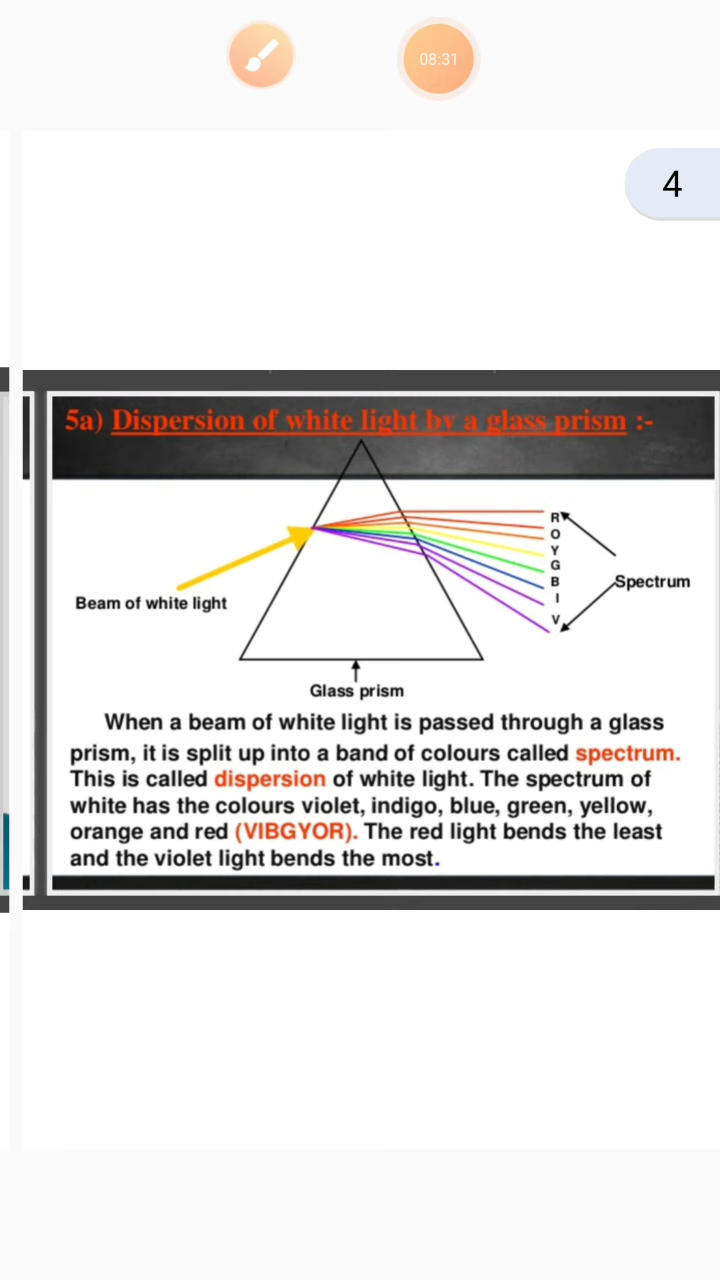 08:31
4
5a) Dispersion of white light by a glass prism :-
R
O
Y
G
B
I
V
Spectrum
Beam of white light
Glass prism
When a beam of white light is passed through a glass
prism, it is split up into a band of colours called spectrum.
This is called dispersion of white light. The spectrum of
white has the colours violet, indigo, blue, green, yellow,
orange and red (VIBGYOR). The red light bends the least
and the violet light bends the most.